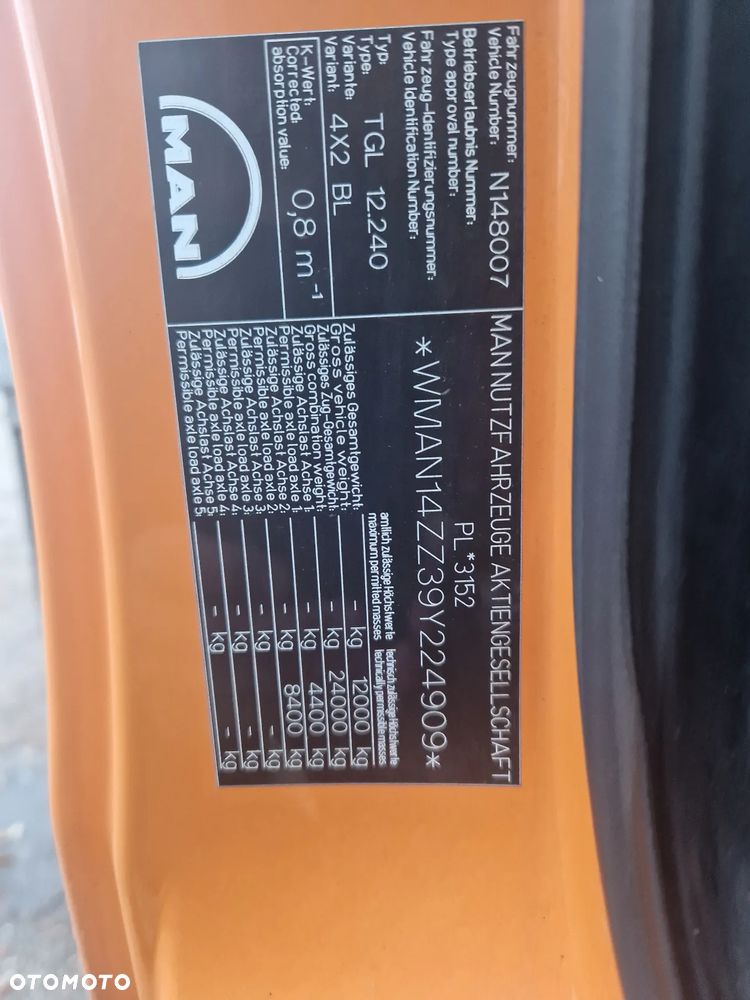 MAN NUTZFAHRZEUGE AKTIENGESELLSCHAFT
Fahrzeugnummer:
Vehicle Number: N148007
Betriebserlaubnis Nummer:
Type approval number: PL *3152
Fahrzeug-Identifizierungsnummer:
Vehicle Identification Number: *WMAN14ZZ39Y224909*
Typ:
Type: TGL 12.240
Variante:
Variant: 4X2 BL
K-Wert:
Corrected absorption value: 0,8 m⁻¹
MAN
amtlich zulässige Höchstwerte technisch zulässige Höchstwerte
maximum permitted masses technically permissible masses
Zulässiges Gesamtgewicht:
Gross vehicle weight: - kg 12000 kg
Zulässiges Zug-Gesamtgewicht:
Gross combination weight: - kg 24000 kg
Zulässige Achslast Achse 1:
Permissible axle load axle 1: - kg 4400 kg
Zulässige Achslast Achse 2:
Permissible axle load axle 2: - kg 8400 kg
Zulässige Achslast Achse 3:
Permissible axle load axle 3: - kg - kg
Zulässige Achslast Achse 4:
Permissible axle load axle 4: - kg - kg
Zulässige Achslast Achse 5:
Permissible axle load axle 5: - kg - kg
OTOMOTO